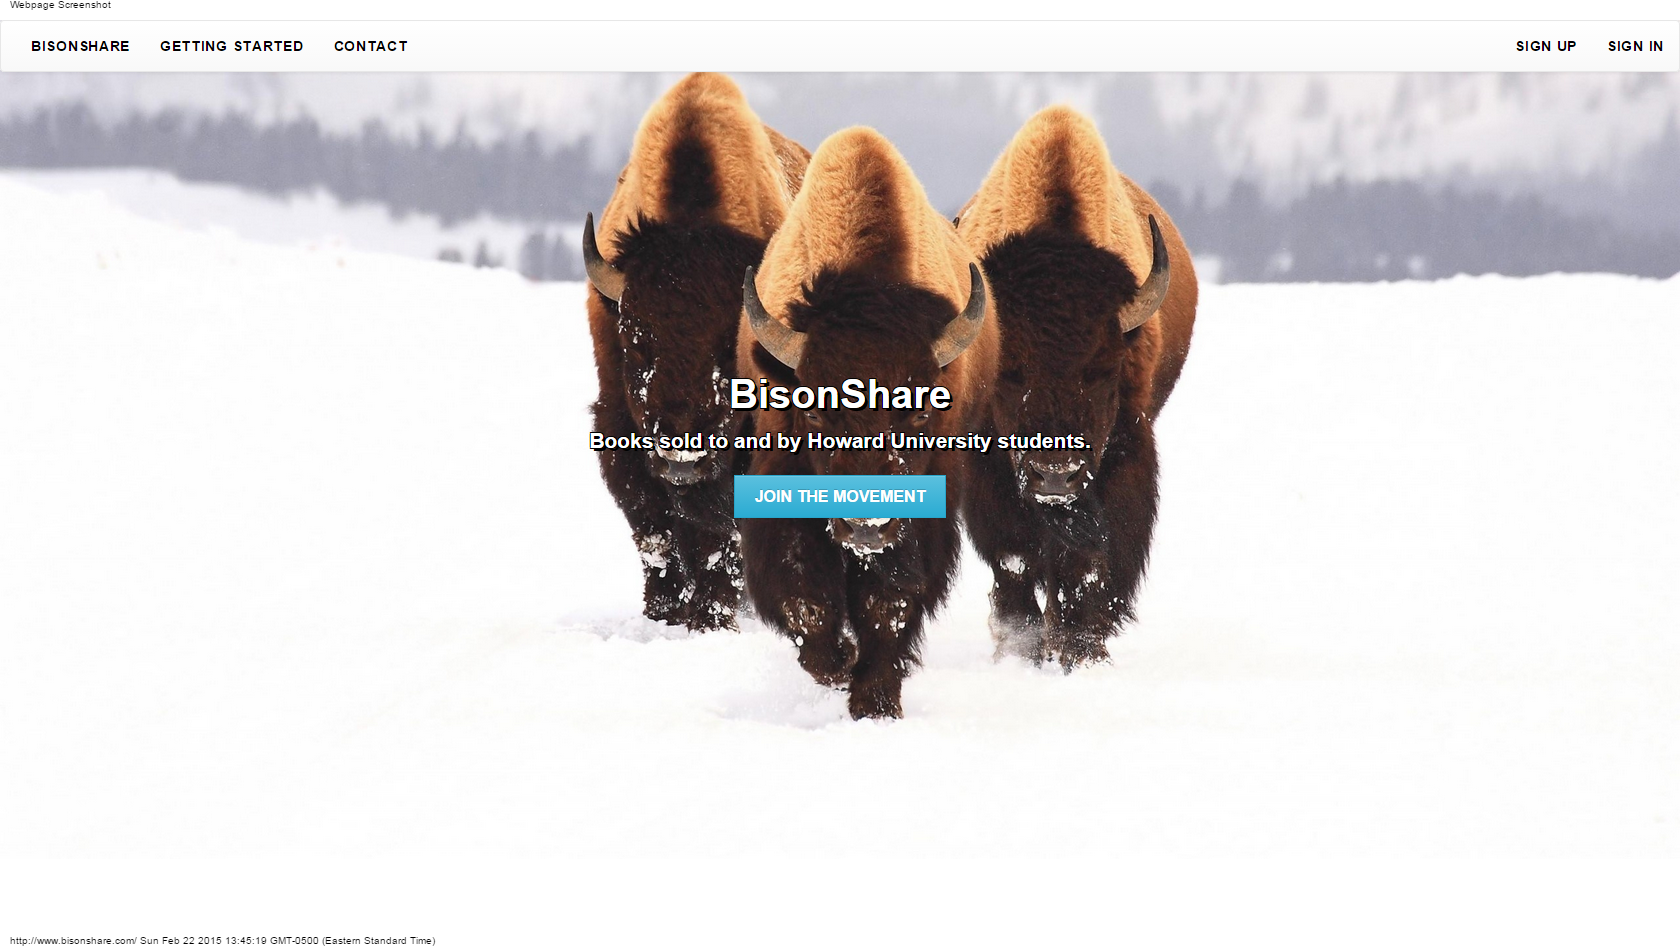 Webpage Screenshot
BISONSHARE GETTING STARTED CONTACT SIGN UP SIGN IN
BisonShare
Books sold to and by Howard University students.
JOIN THE MOVEMENT
http://www.bisonshare.com/ Sun Feb 22 2015 13:45:19 GMT-0500 (Eastern Standard Time)